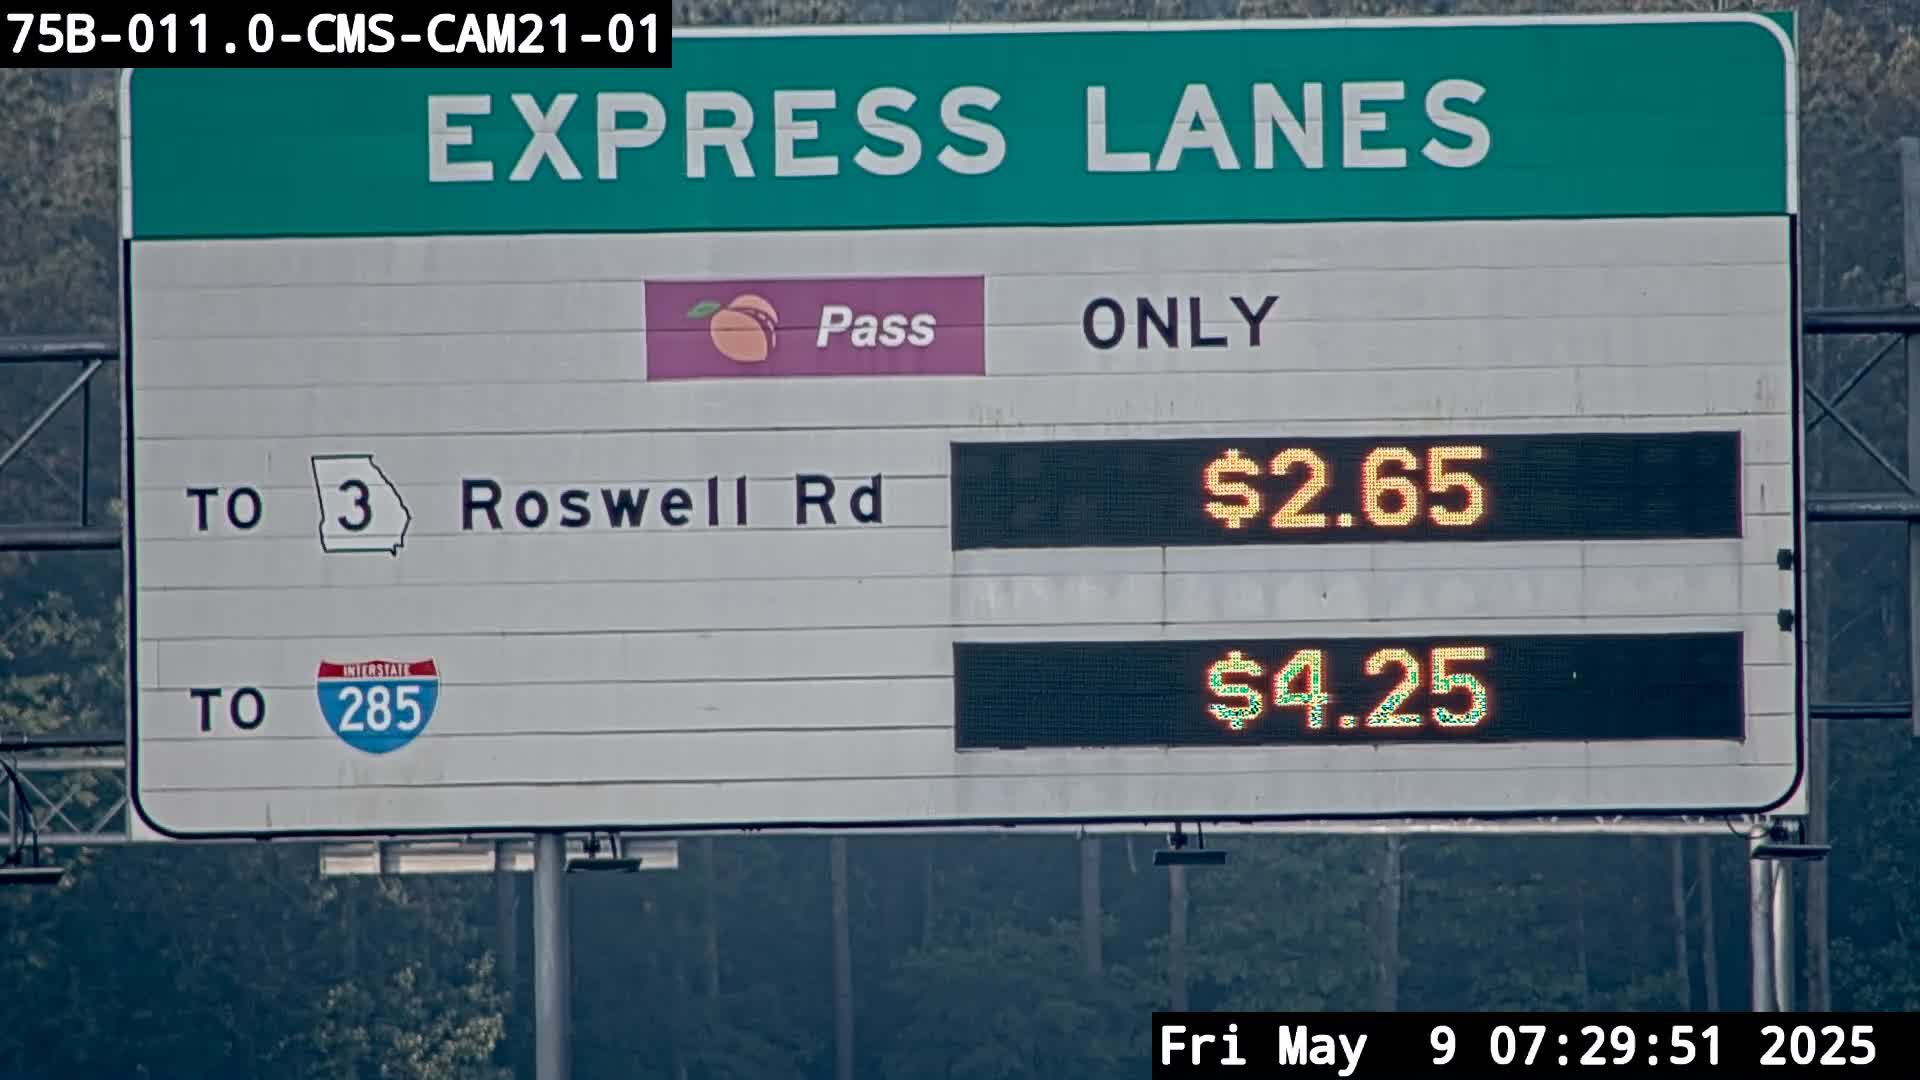 75B-011.0-CMS-CAM21-01
EXPRESS LANES
Pass ONLY
TO 3 Roswell Rd $2.65
TO INTERSTATE 285 $4.25
Fri May 9 07:29:51 2025